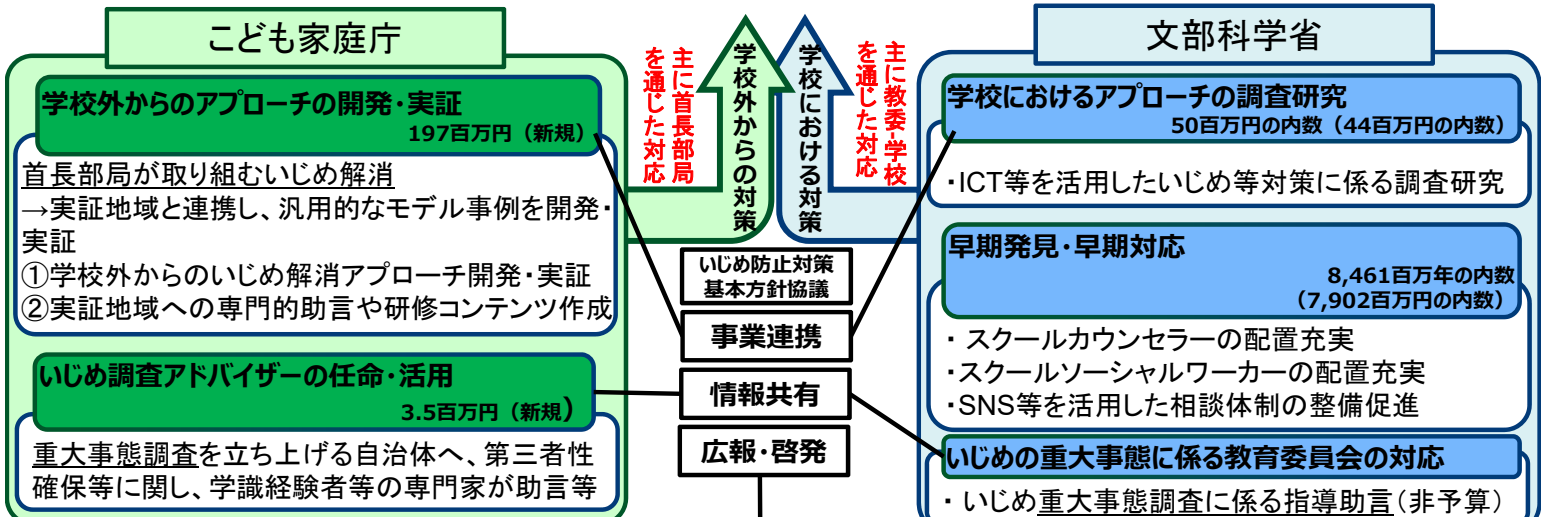 こども家庭庁
学校外からのアプローチの開発・実証
197百万円（新規）
首長部局が取り組むいじめ解消
→実証地域と連携し、汎用的なモデル事例を開発・
実証
①学校外からのいじめ解消アプローチ開発・実証
②実証地域への専門的助言や研修コンテンツ作成
いじめ調査アドバイザーの任命・活用
3.5百万円（新規）
重大事態調査を立ち上げる自治体へ、第三者性
確保等に関し、学識経験者等の専門家が助言等
主に首長部局
を通じた対応
学校外からの対策
学校における対策
主に教委・学校
を通じた対応
いじめ防止対策
基本方針協議
事業連携
情報共有
広報・啓発
文部科学省
学校におけるアプローチの調査研究
50百万円の内数（44百万円の内数）
・ICT等を活用したいじめ等対策に係る調査研究
早期発見・早期対応
8,461百万年の内数
（7,902百万円の内数）
・ スクールカウンセラーの配置充実
・スクールソーシャルワーカーの配置充実
・SNS等を活用した相談体制の整備促進
いじめの重大事態に係る教育委員会の対応
・ いじめ重大事態調査に係る指導助言（非予算）